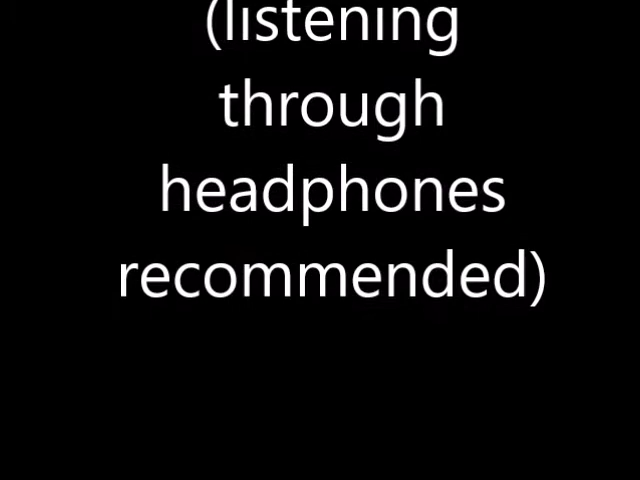 (listening
through
headphones
recommended)